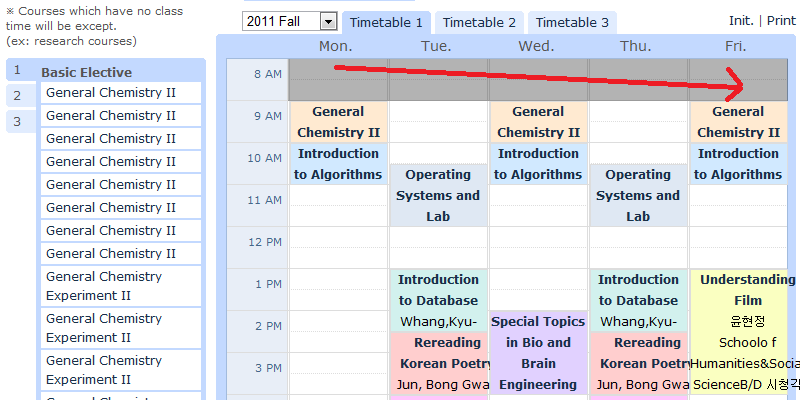 ※ Courses which have no class
time will be except.
(ex: research courses)
2011 Fall
Timetable 1
Timetable 2
Timetable 3
Init. | Print
Mon.
Tue.
Wed.
Thu.
Fri.
1
2
3
Basic Elective
General Chemistry II
General Chemistry II
General Chemistry II
General Chemistry II
General Chemistry II
General Chemistry II
General Chemistry II
General Chemistry II
General Chemistry
Experiment II
General Chemistry
Experiment II
General Chemistry
Experiment II
General Chemistry
8 AM
9 AM
10 AM
11 AM
12 PM
1 PM
2 PM
3 PM
General
Chemistry II
Introduction
to Algorithms
Operating
Systems and
Lab
Introduction
to Database
Whang,Kyu-
Rereading
Korean Poetry
Jun, Bong Gwa
General
Chemistry II
Introduction
to Algorithms
Special Topics
in Bio and
Brain
Engineering
Operating
Systems and
Lab
Introduction
to Database
Whang,Kyu-
Rereading
Korean Poetry
Jun, Bong Gwa
General
Chemistry II
Introduction
to Algorithms
Understanding
Film
윤현정
Schoolo f
Humanities&Socia
ScienceB/D 시청각